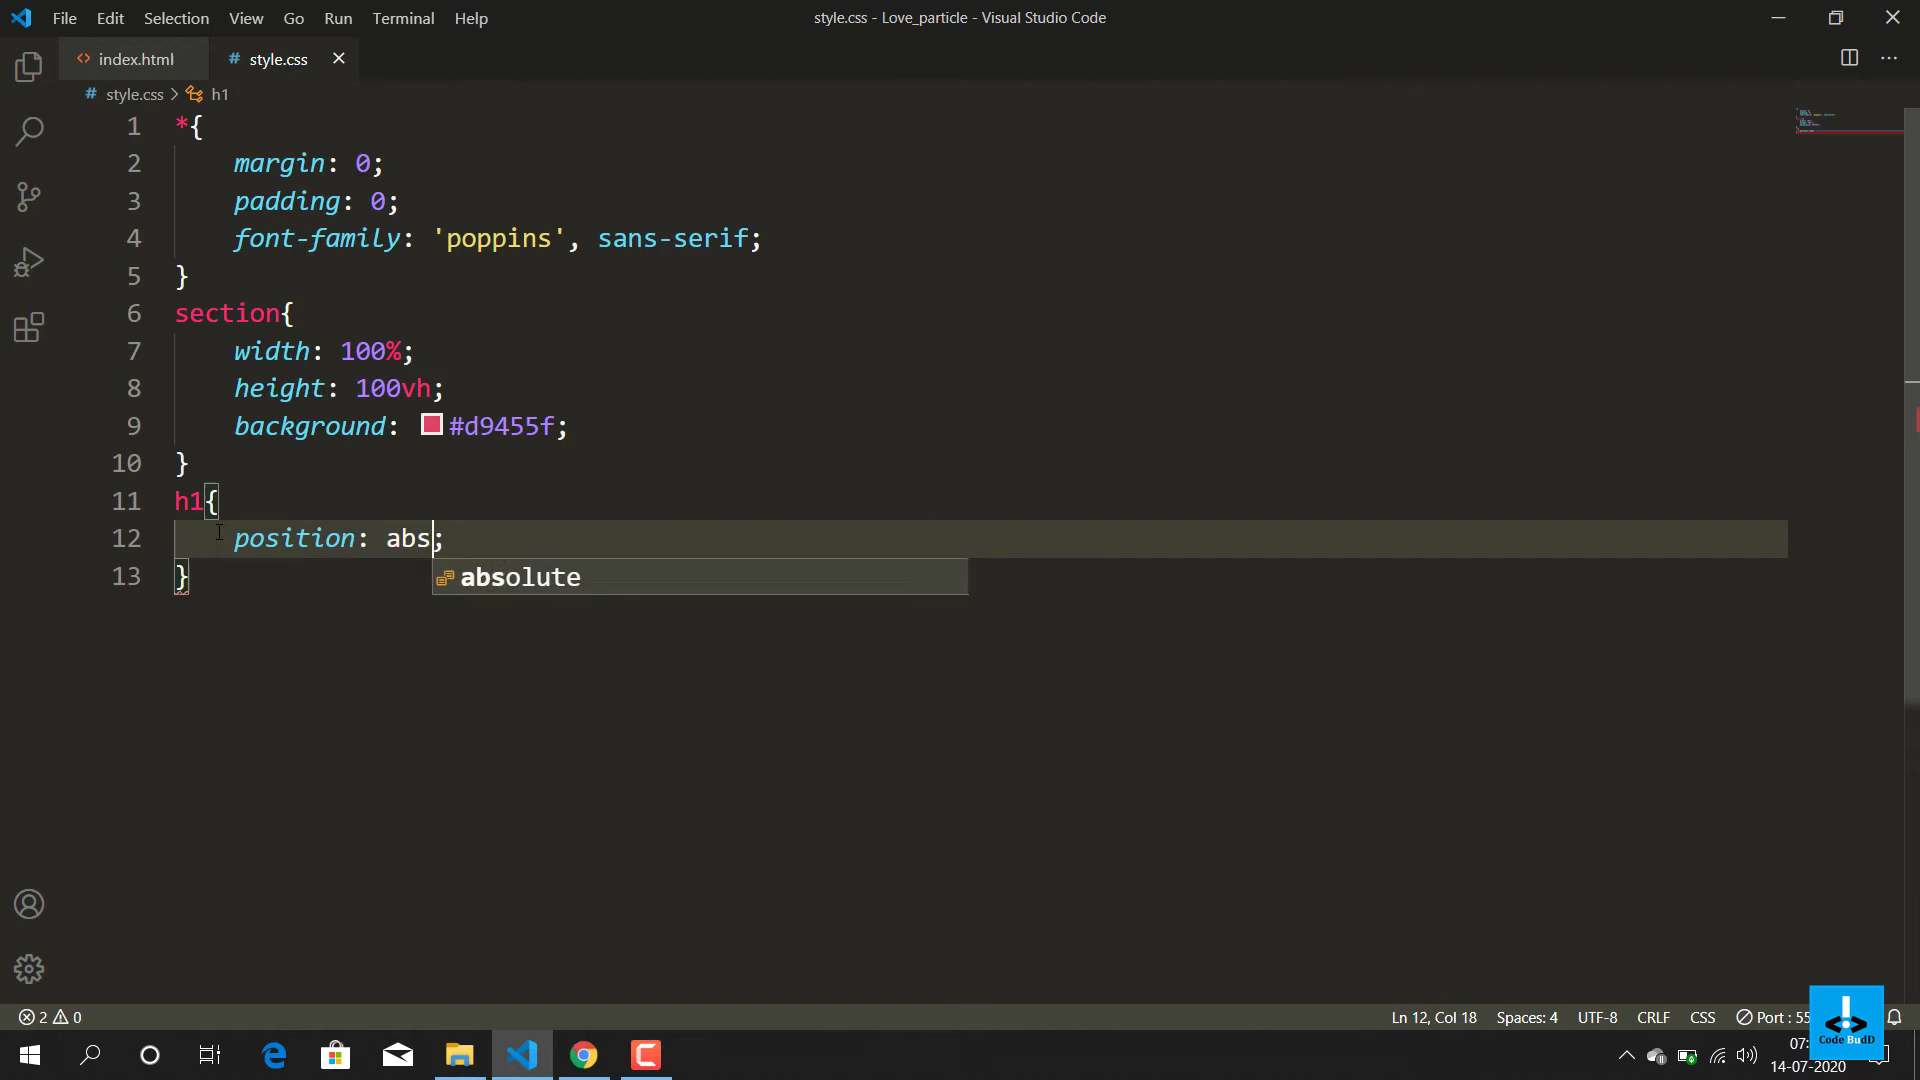 File Edit Selection View Go Run Terminal Help
style.css - Love_particle - Visual Studio Code
index.html
# style.css
# style.css > h1
1 *{
2 margin: 0;
3 padding: 0;
4 font-family: 'poppins', sans-serif;
5 }
6 section{
7 width: 100%;
8 height: 100vh;
9 background: #d9455f;
10 }
11 h1{
12 position: abs;
absolute
13 }
2 0
Ln 12, Col 18 Spaces: 4 UTF-8 CRLF CSS Port : 55
Code BudD
07:
14-07-2020